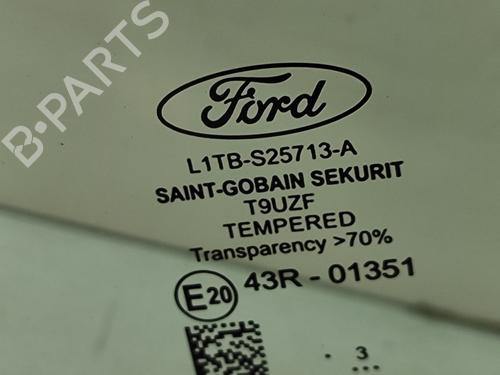 B-PARTS
Ford
L1TB-S25713-A
SAINT-GOBAIN SEKURIT
T9UZF
TEMPERED
Transparency >70%
E20 43R - 01351
. 3 .